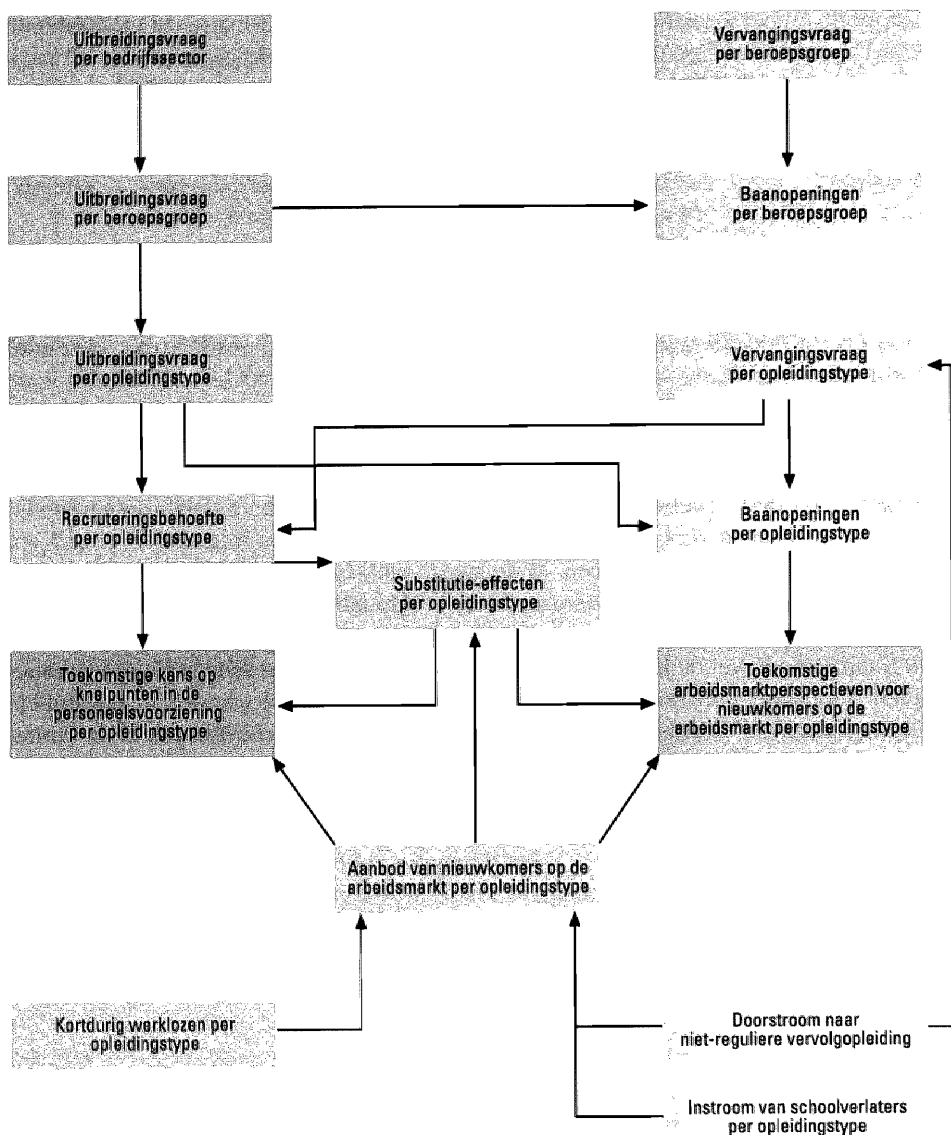 Uitbreidingsvraag
per bedrijfssector
Vervangingsvraag
per beroepsgroep
Uitbreidingsvraag
per beroepsgroep
Baanopeningen
per beroepsgroep
Uitbreidingsvraag
per opleidingstype
Vervangingsvraag
per opleidingstype
Recruteringsbehoefte
per opleidingstype
Baanopeningen
per opleidingstype
Substitutie-effecten
per opleidingstype
Toekomstige kans op
knelpunten in de
personeelsvoorziening
per opleidingstype
Toekomstige
arbeidsmarktperspectieven voor
nieuwkomers op de
arbeidsmarkt per opleidingstype
Aanbod van nieuwkomers op de
arbeidsmarkt per opleidingstype
Kortdurig werklozen per
opleidingstype
Doorstroom naar
niet-reguliere vervolgopleiding
Instroom van schoolverlaters
per opleidingstype